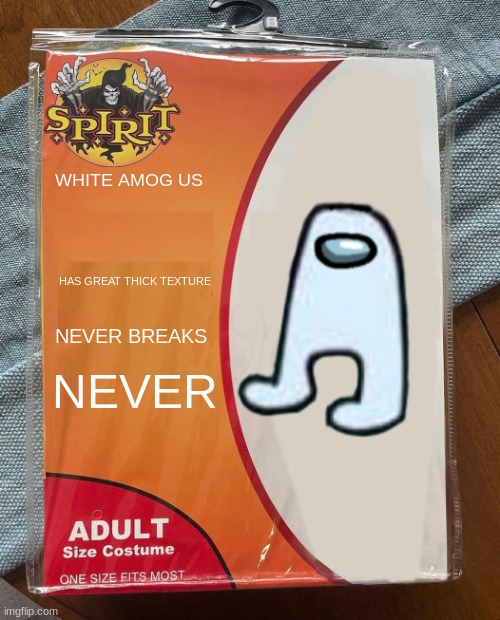 SPIRIT
WHITE AMOG US
HAS GREAT THICK TEXTURE
NEVER BREAKS
NEVER
ADULT
Size Costume
ONE SIZE FITS MOST
imgflip.com